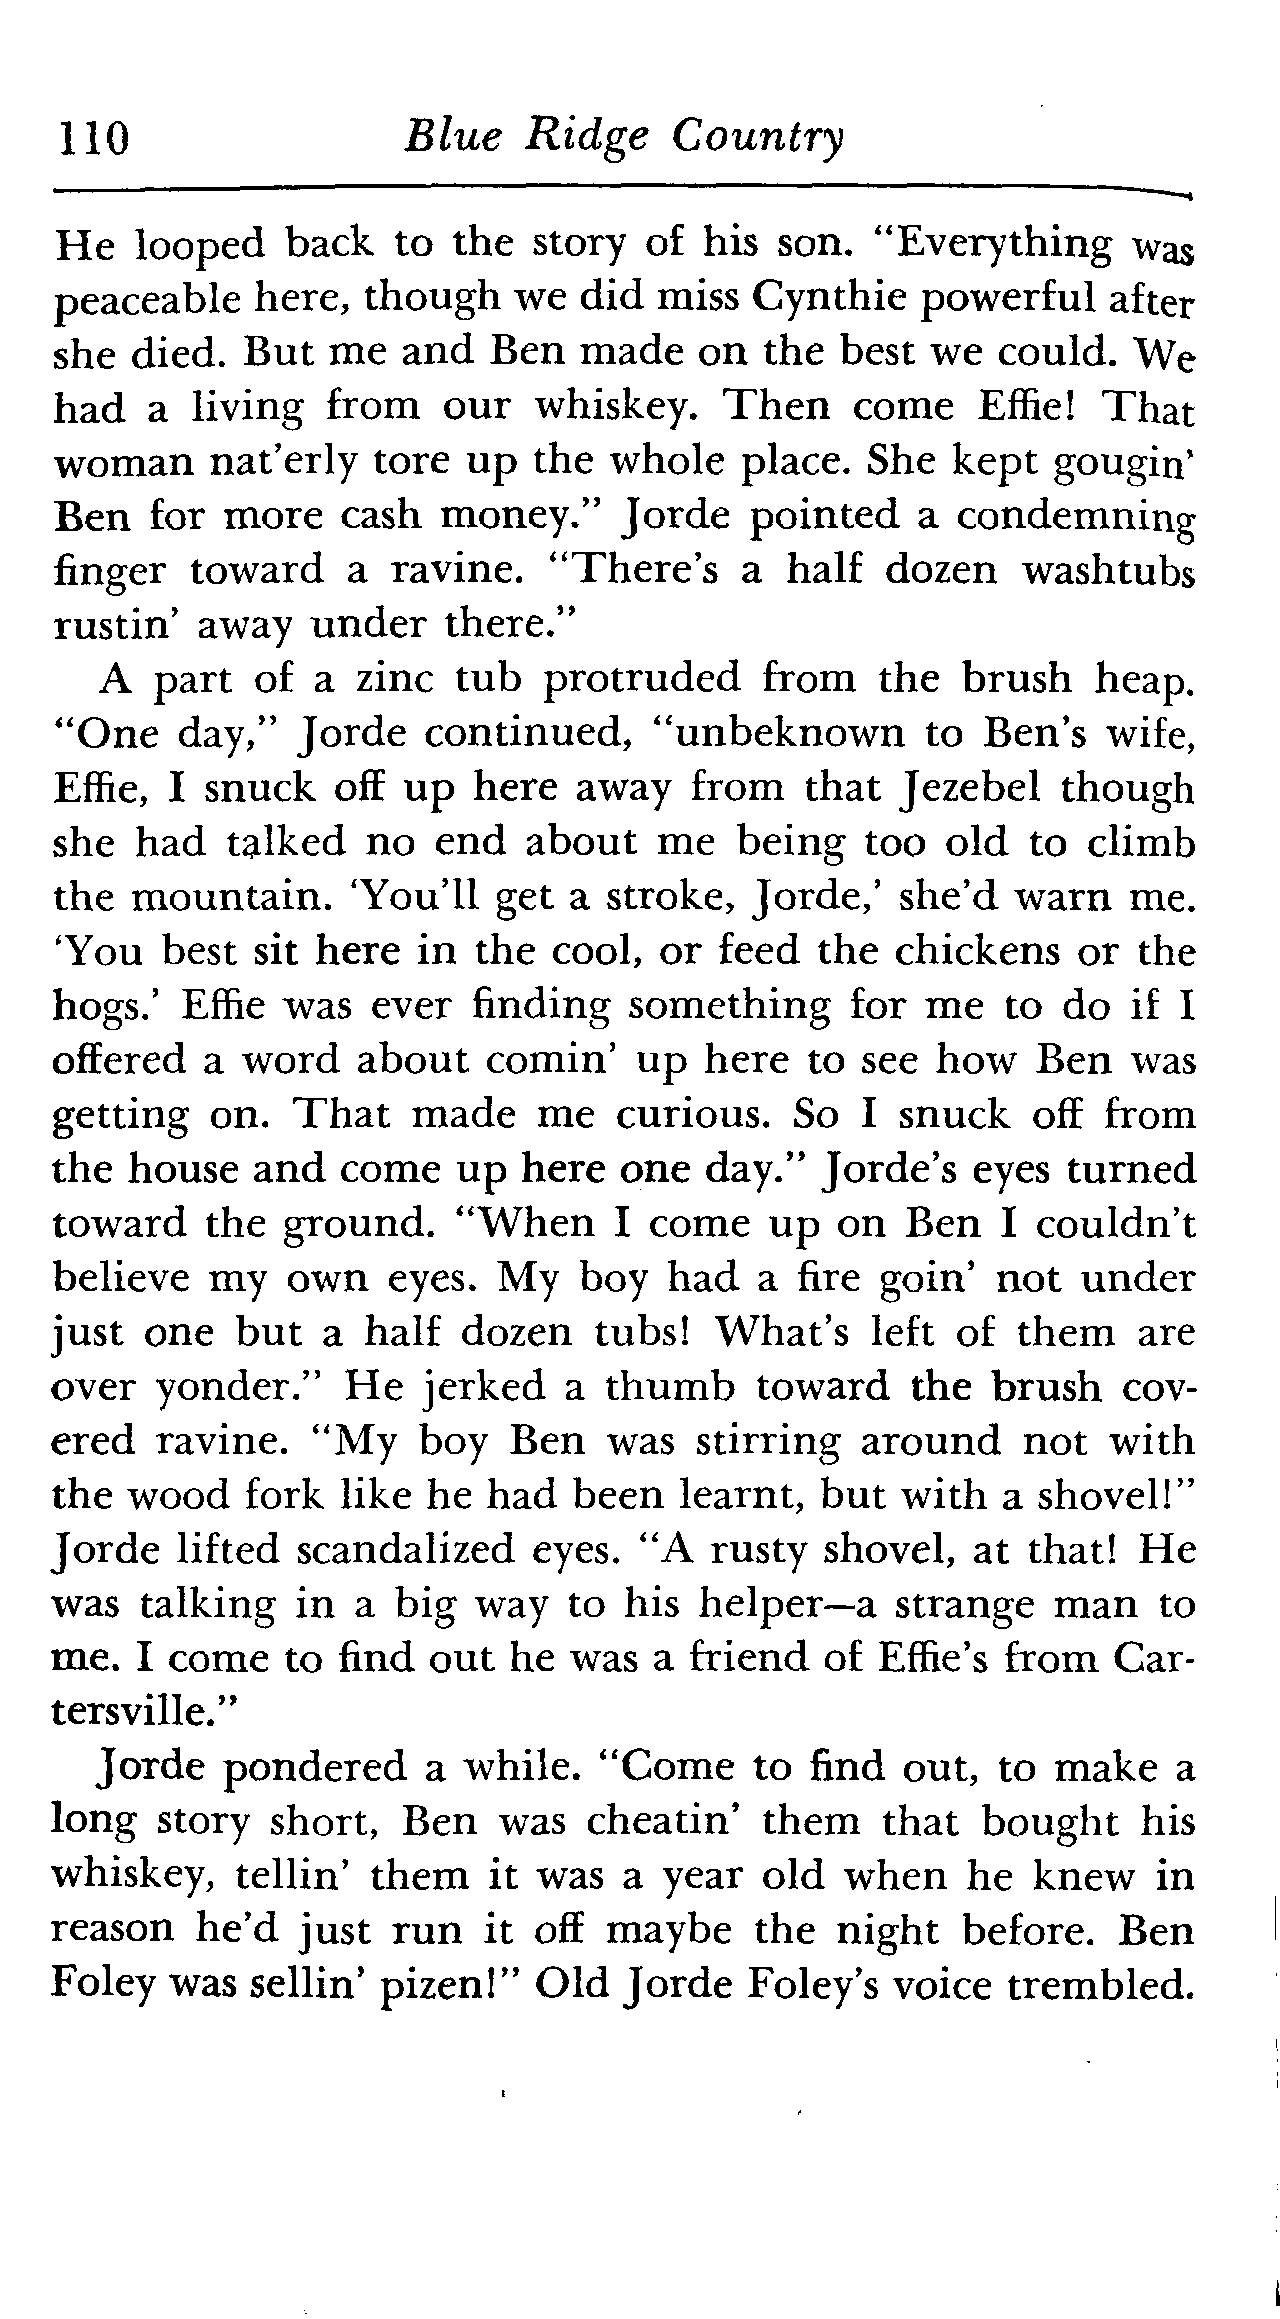 110 Blue Ridge Country
He looped back to the story of his son. “Everything was
peaceable here, though we did miss Cynthie powerful after
she died. But me and Ben made on the best we could. We
had a living from our whiskey. Then come Effie! That
woman nat’erly tore up the whole place. She kept gougin’
Ben for more cash money.” Jorde pointed a condemning
finger toward a ravine. “There’s a half dozen washtubs
rustin’ away under there.”
A part of a zinc tub protruded from the brush heap.
“One day,” Jorde continued, “unbeknown to Ben’s wife,
Effie, I snuck off up here away from that Jezebel though
she had talked no end about me being too old to climb
the mountain. ‘You’ll get a stroke, Jorde,’ she’d warn me.
‘You best sit here in the cool, or feed the chickens or the
hogs.’ Effie was ever finding something for me to do if I
offered a word about comin’ up here to see how Ben was
getting on. That made me curious. So I snuck off from
the house and come up here one day.” Jorde’s eyes turned
toward the ground. “When I come up on Ben I couldn’t
believe my own eyes. My boy had a fire goin’ not under
just one but a half dozen tubs! What’s left of them are
over yonder.” He jerked a thumb toward the brush cov-
ered ravine. “My boy Ben was stirring around not with
the wood fork like he had been learnt, but with a shovel!”
Jorde lifted scandalized eyes. “A rusty shovel, at that! He
was talking in a big way to his helper—a strange man to
me. I come to find out he was a friend of Effie’s from Car-
tersville.”
Jorde pondered a while. “Come to find out, to make a
long story short, Ben was cheatin’ them that bought his
whiskey, tellin’ them it was a year old when he knew in
reason he’d just run it off maybe the night before. Ben
Foley was sellin’ pizen!” Old Jorde Foley’s voice trembled.